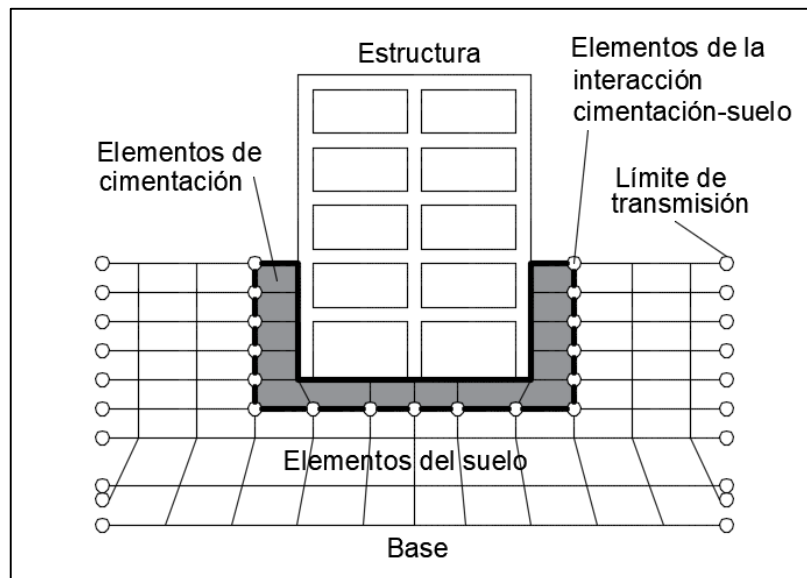 Estructura
Elementos de la
interacción
cimentación-suelo
Elementos de
cimentación
Límite de
transmisión
Elementos del suelo
Base